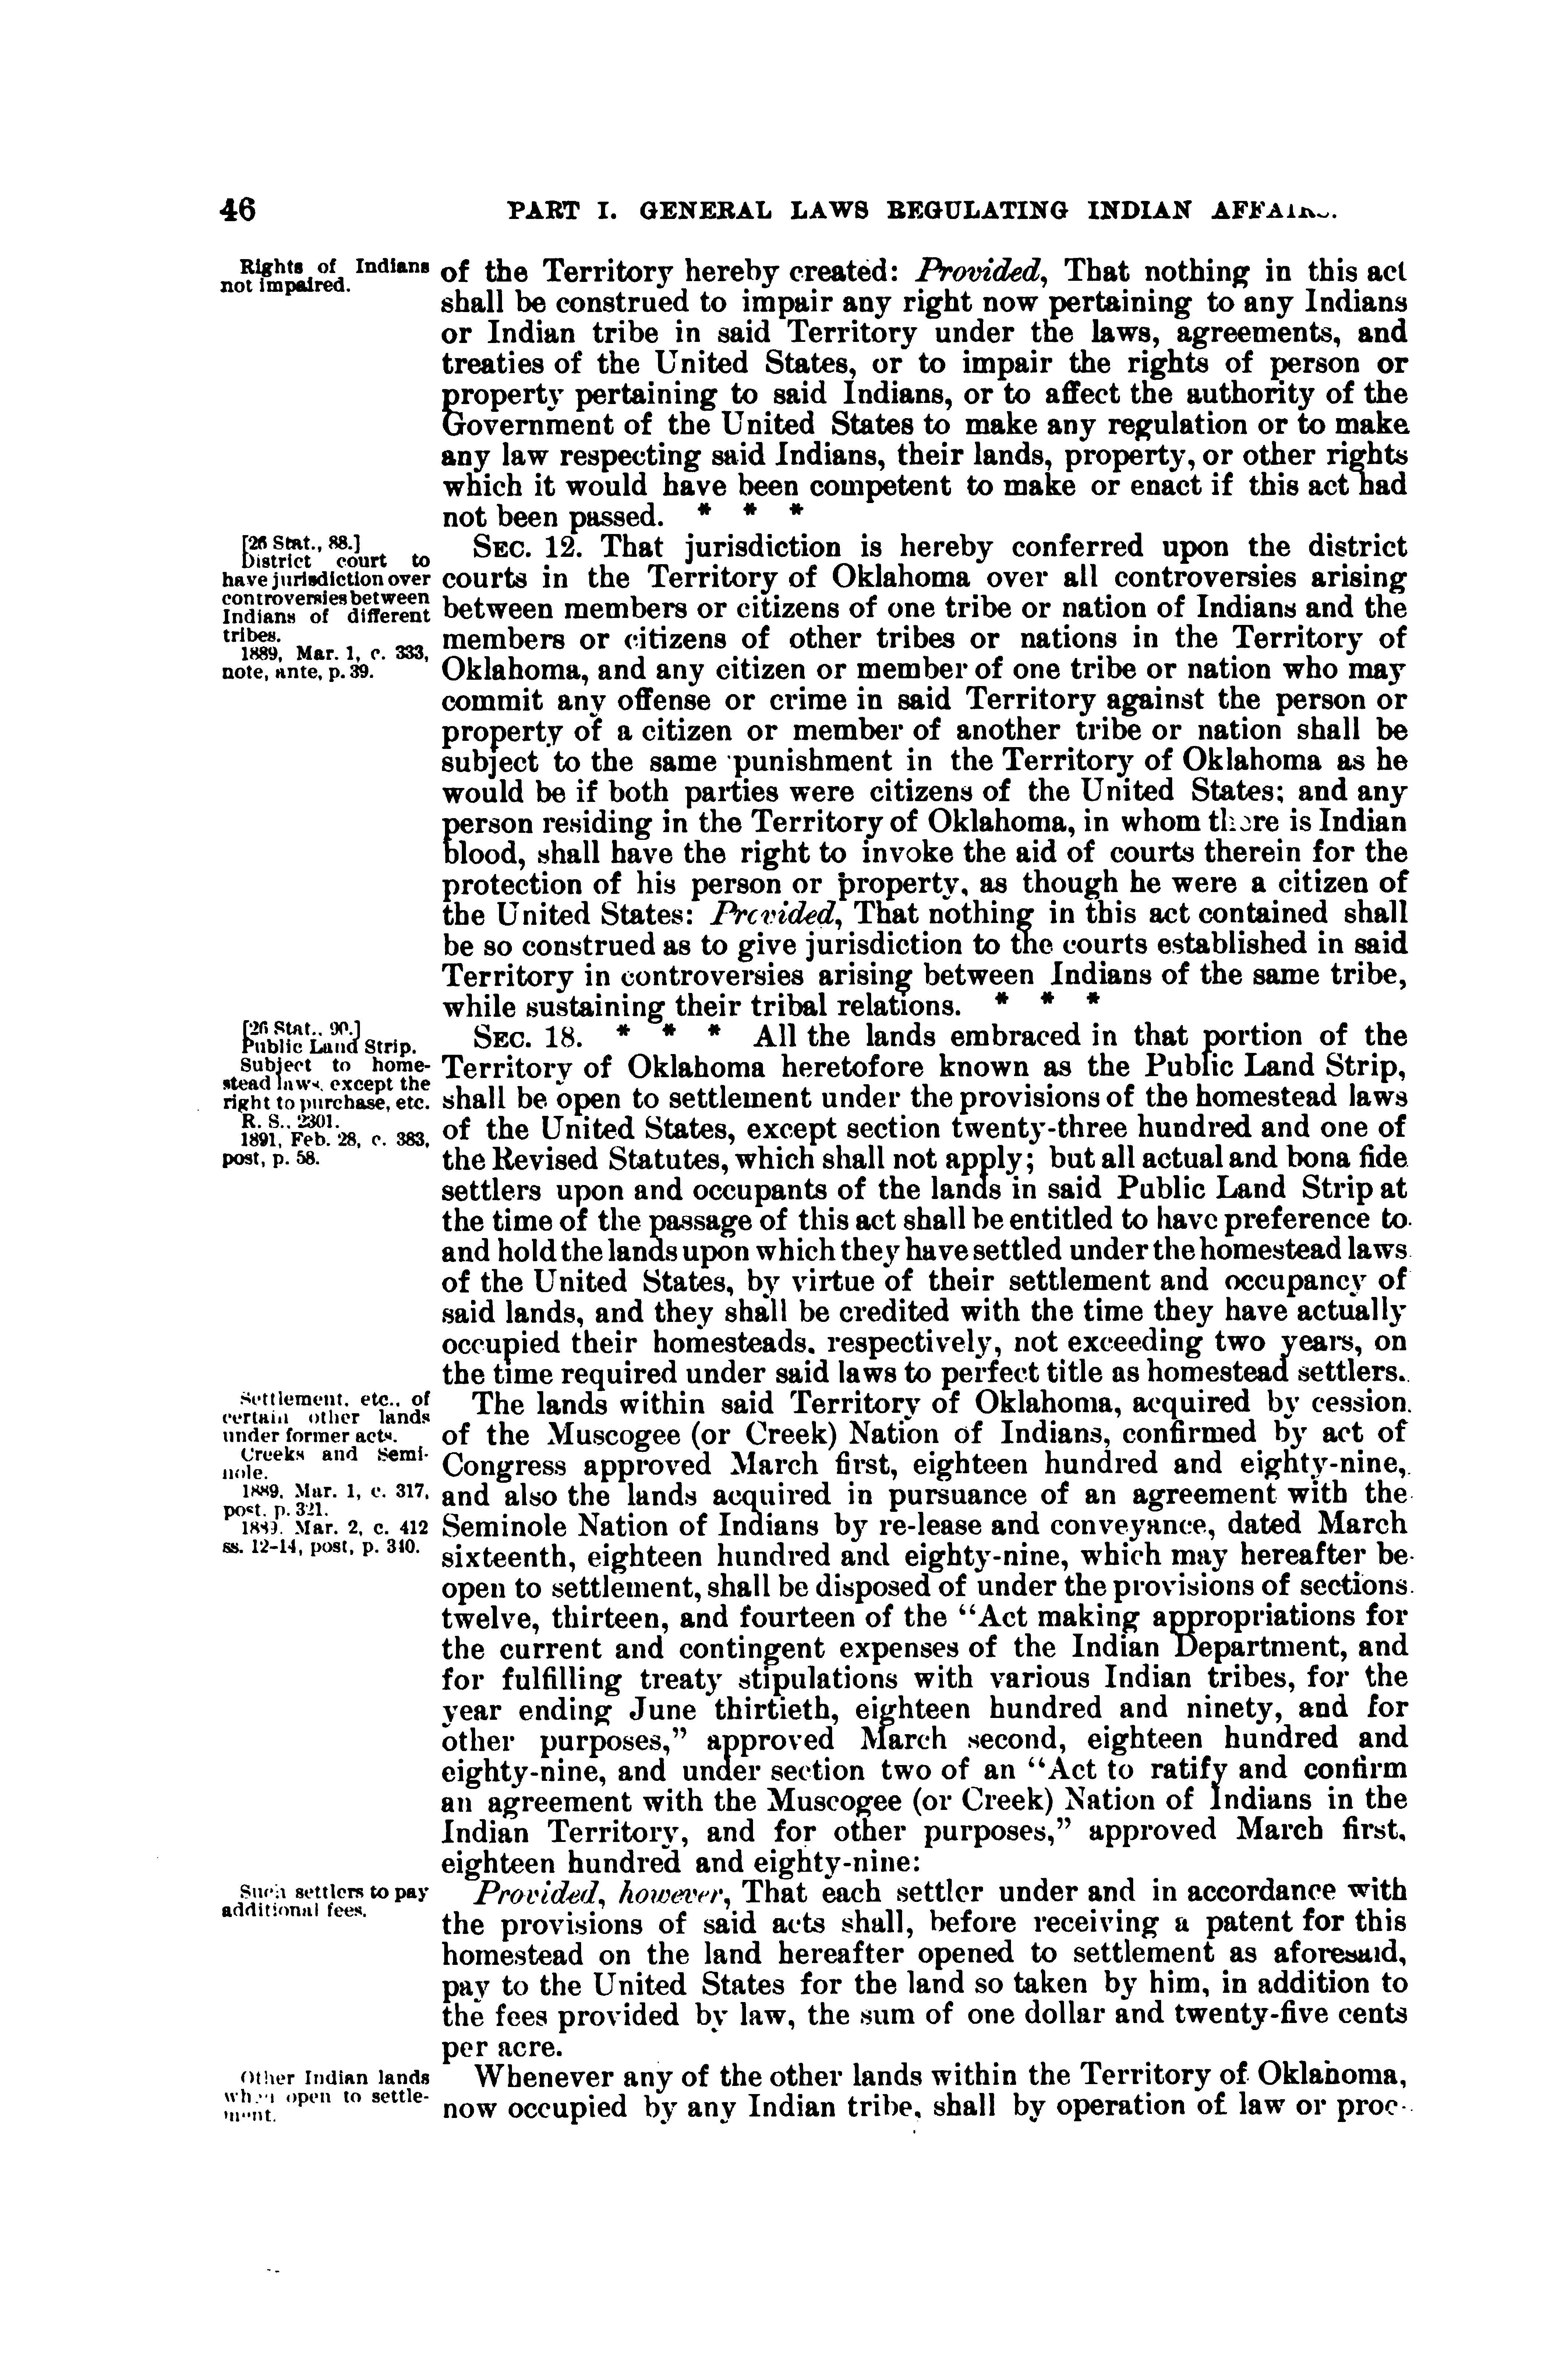 46
PART I. GENERAL LAWS REGULATING INDIAN AFFAIRS.
Rights of Indians
not impaired.
of the Territory hereby created: Provided, That nothing in this act
shall be construed to impair any right now pertaining to any Indians
or Indian tribe in said Territory under the laws, agreements, and
treaties of the United States, or to impair the rights of person or
property pertaining to said Indians, or to affect the authority of the
Government of the United States to make any regulation or to make
any law respecting said Indians, their lands, property, or other rights
which it would have been competent to make or enact if this act had
not been passed. * * *
[26 Stat., 88.]
District court to
have jurisdiction over
controversies between
Indians of different
tribes.
1889, Mar. 1, c. 333,
note, ante, p. 39.
SEC. 12. That jurisdiction is hereby conferred upon the district
courts in the Territory of Oklahoma over all controversies arising
between members or citizens of one tribe or nation of Indians and the
members or citizens of other tribes or nations in the Territory of
Oklahoma, and any citizen or member of one tribe or nation who may
commit any offense or crime in said Territory against the person or
property of a citizen or member of another tribe or nation shall be
subject to the same punishment in the Territory of Oklahoma as he
would be if both parties were citizens of the United States; and any
person residing in the Territory of Oklahoma, in whom there is Indian
blood, shall have the right to invoke the aid of courts therein for the
protection of his person or property, as though he were a citizen of
the United States: Provided, That nothing in this act contained shall
be so construed as to give jurisdiction to the courts established in said
Territory in controversies arising between Indians of the same tribe,
while sustaining their tribal relations. * * *
[26 Stat., 90.]
Public Land Strip.
Subject to home-
stead laws, except the
right to purchase, etc.
R. S., 2301.
1891, Feb. 28, c. 383,
post, p. 58.
SEC. 18. * * * All the lands embraced in that portion of the
Territory of Oklahoma heretofore known as the Public Land Strip,
shall be open to settlement under the provisions of the homestead laws
of the United States, except section twenty-three hundred and one of
the Revised Statutes, which shall not apply; but all actual and bona fide
settlers upon and occupants of the lands in said Public Land Strip at
the time of the passage of this act shall be entitled to have preference to
and hold the lands upon which they have settled under the homestead laws
of the United States, by virtue of their settlement and occupancy of
said lands, and they shall be credited with the time they have actually
occupied their homesteads, respectively, not exceeding two years, on
the time required under said laws to perfect title as homestead settlers.
Settlement, etc., of
certain other lands
under former acts.
Creeks and Semi-
nole.
1889, Mar. 1, c. 317,
post, p. 321.
1889, Mar. 2, c. 412
ss. 12-14, post, p. 340.
The lands within said Territory of Oklahoma, acquired by cession
of the Muscogee (or Creek) Nation of Indians, confirmed by act of
Congress approved March first, eighteen hundred and eighty-nine,
and also the lands acquired in pursuance of an agreement with the
Seminole Nation of Indians by re-lease and conveyance, dated March
sixteenth, eighteen hundred and eighty-nine, which may hereafter be
open to settlement, shall be disposed of under the provisions of sections
twelve, thirteen, and fourteen of the "Act making appropriations for
the current and contingent expenses of the Indian Department, and
for fulfilling treaty stipulations with various Indian tribes, for the
year ending June thirtieth, eighteen hundred and ninety, and for
other purposes," approved March second, eighteen hundred and
eighty-nine, and under section two of an "Act to ratify and confirm
an agreement with the Muscogee (or Creek) Nation of Indians in the
Indian Territory, and for other purposes," approved March first,
eighteen hundred and eighty-nine:
Such settlers to pay
additional fees.
Provided, however, That each settler under and in accordance with
the provisions of said acts shall, before receiving a patent for this
homestead on the land hereafter opened to settlement as aforesaid,
pay to the United States for the land so taken by him, in addition to
the fees provided by law, the sum of one dollar and twenty-five cents
per acre.
Other Indian lands
when open to settle-
ment.
Whenever any of the other lands within the Territory of Oklahoma,
now occupied by any Indian tribe, shall by operation of law or proc-